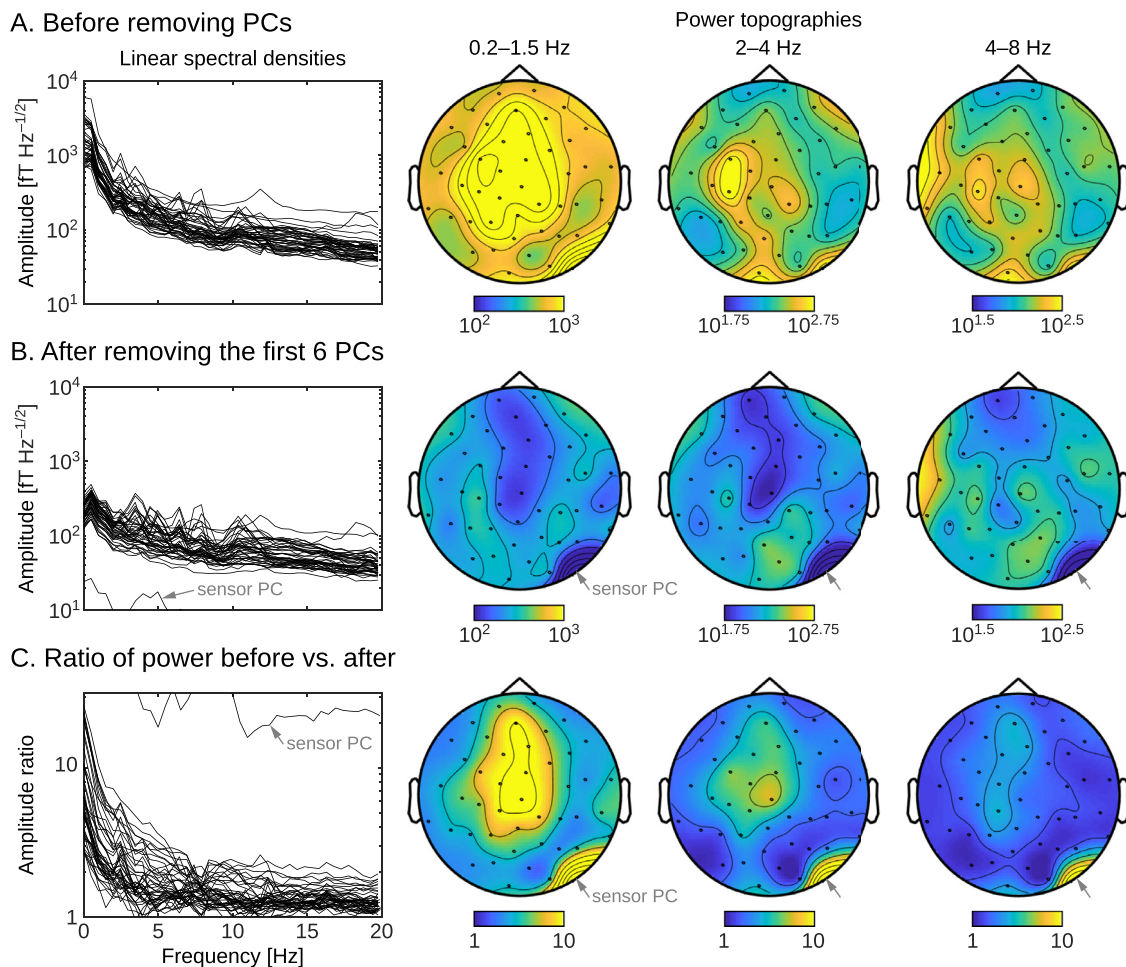 A. Before removing PCs
Power topographies
Linear spectral densities
0.2–1.5 Hz
2–4 Hz
4–8 Hz
10^4
10^3
10^2
10^1
Amplitude [fT Hz^−1/2]
10^2 10^3
10^1.75 10^2.75
10^1.5 10^2.5
B. After removing the first 6 PCs
10^4
10^3
10^2
10^1
Amplitude [fT Hz^−1/2]
sensor PC
sensor PC
10^2 10^3
10^1.75 10^2.75
10^1.5 10^2.5
C. Ratio of power before vs. after
10
1
Amplitude ratio
sensor PC
sensor PC
0 5 10 15 20
Frequency [Hz]
1 10
1 10
1 10